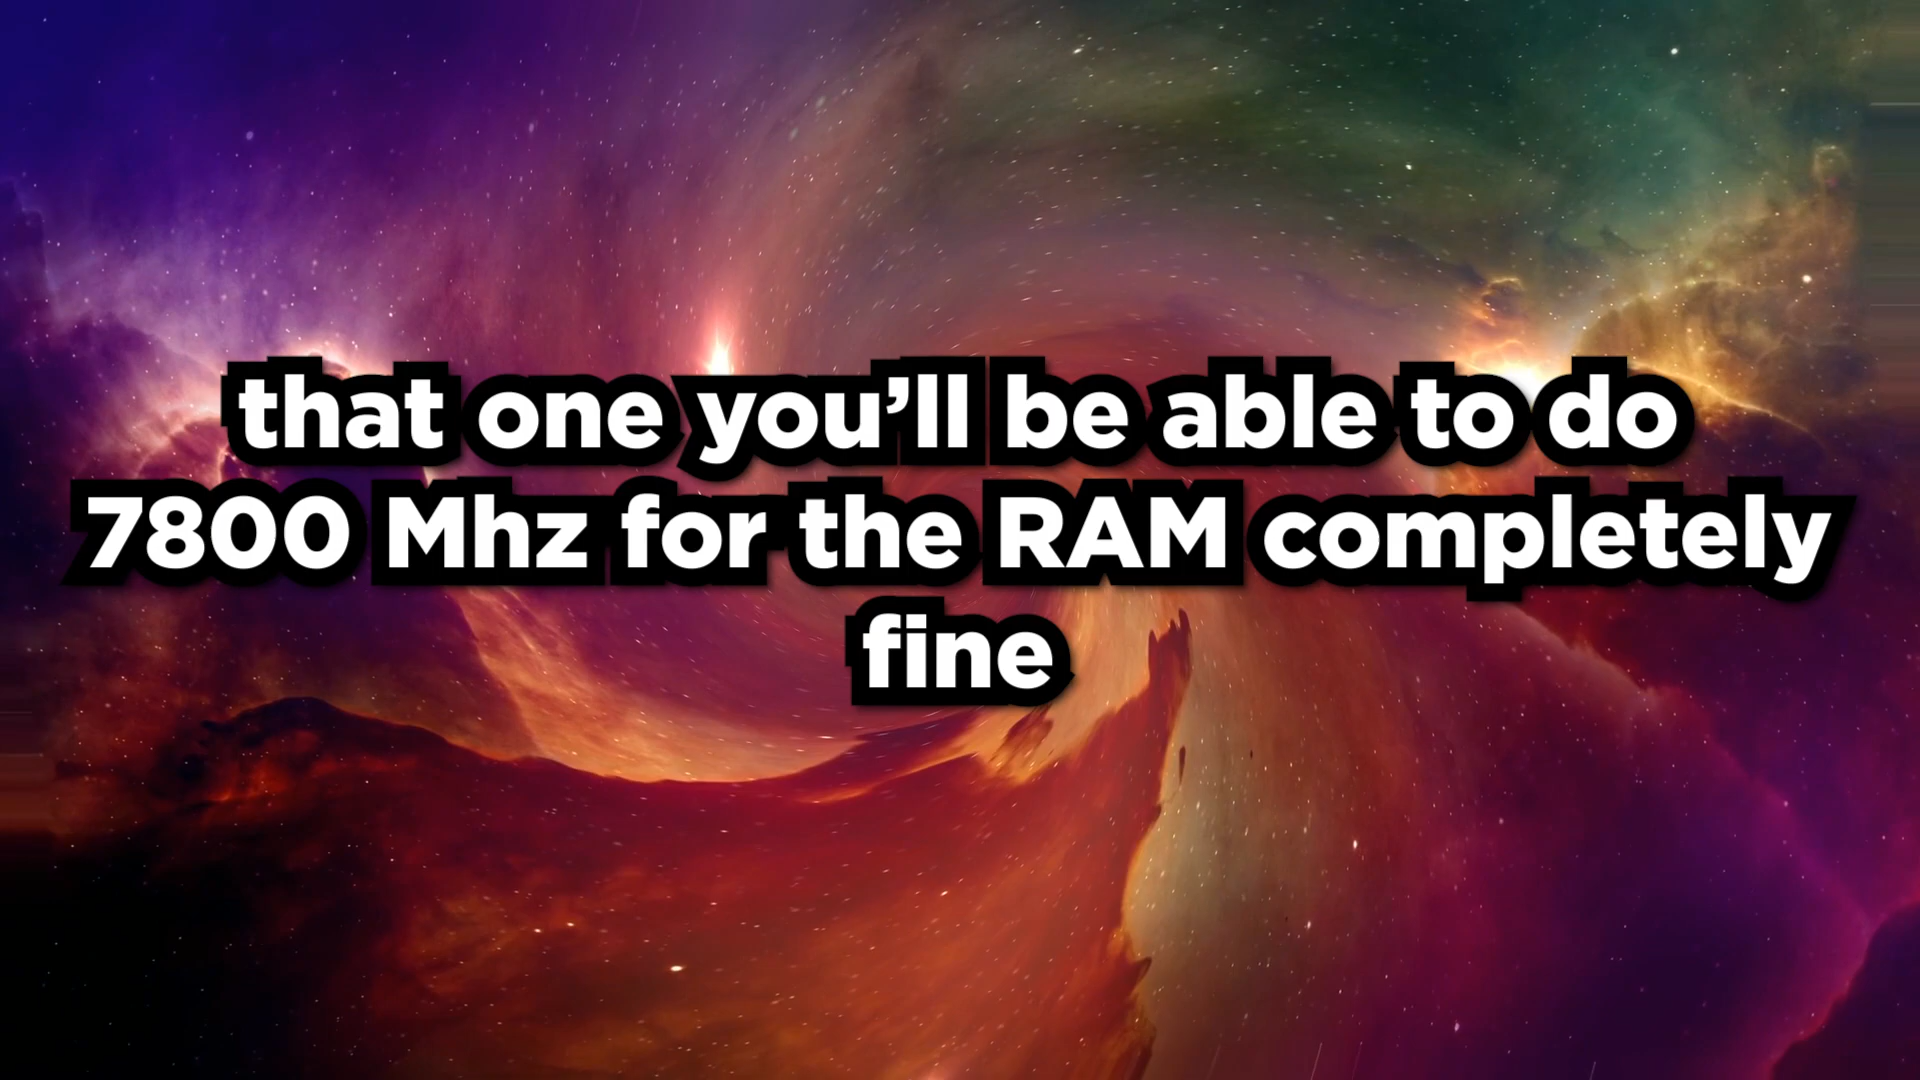 that one you’ll be able to do
7800 Mhz for the RAM completely
fine